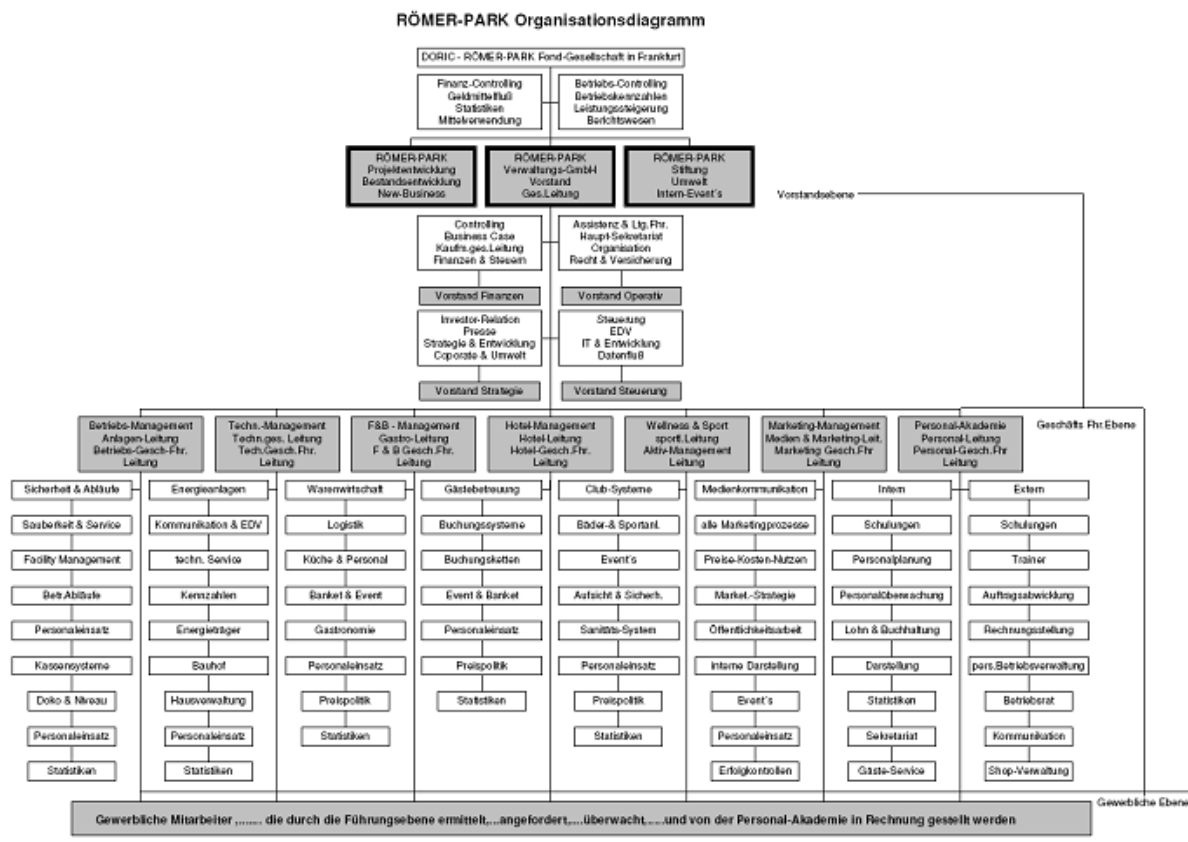 RÖMER-PARK Organisationsdiagramm
DORIC - RÖMER-PARK Fond-Gesellschaft in Frankfurt
Finanz-Controlling
Geldmittelfluß
Statistiken
Mittelverwendung
Betriebs-Controlling
Betriebskennzahlen
Leistungssteigerung
Berichtswesen
RÖMER-PARK
Projektentwicklung
Bestandsentwicklung
New-Business
RÖMER-PARK
Verwaltungs-GmbH
Vorstand
Ges.Leitung
RÖMER-PARK
Stiftung
Umwelt
Intern-Event´s
Vorstandsebene
Controlling
Business Case
Kaufm.ges.Leitung
Finanzen & Steuern
Assistenz & Ltg.Fhr.
Haupt-Sekretariat
Organisation
Recht & Versicherung
Vorstand Finanzen
Vorstand Operativ
Investor-Relation
Presse
Strategie & Entwicklung
Coporate & Umwelt
Steuerung
EDV
IT & Entwicklung
Datenfluß
Vorstand Strategie
Vorstand Steuerung
Betriebs-Management
Anlagen-Leitung
Betriebs-Gesch-Fhr.
Leitung
Techn.-Management
Techn.ges. Leitung
Tech.Gesch.Fhr.
Leitung
F&B - Management
Gastro-Leitung
F & B Gesch.Fhr.
Leitung
Hotel-Management
Hotel-Leitung
Hotel-Gesch.Fhr.
Leitung
Wellness & Sport
sportl.Leitung
Aktiv-Management
Leitung
Marketing-Management
Medien & Marketing-Leit.
Marketing Gesch.Fhr
Leitung
Personal-Akademie
Personal-Leitung
Personal-Gesch.Fhr
Leitung
Geschäfts Fhr.Ebene
Sicherheit & Abläufe
Sauberkeit & Service
Facility Management
Betr.Abläufe
Personaleinsatz
Kassensysteme
Doko & Niveau
Personaleinsatz
Statistiken
Energieanlagen
Kommunikation & EDV
techn. Service
Kennzahlen
Energieträger
Bauhof
Hausverwaltung
Personaleinsatz
Statistiken
Warenwirtschaft
Logistik
Küche & Personal
Banket & Event
Gastronomie
Personaleinsatz
Preispolitik
Statistiken
Gästebetreuung
Buchungssysteme
Buchungsketten
Event & Banket
Personaleinsatz
Preispolitik
Statistiken
Club-Systeme
Bäder-& Sportanl.
Event´s
Aufsicht & Sicherh.
Sanitäts-System
Personaleinsatz
Preispolitik
Statistiken
Medienkommunikation
alle Marketingprozesse
Preise-Kosten-Nutzen
Market.-Strategie
Öffentlichkeitsarbeit
interne Darstellung
Event´s
Personaleinsatz
Erfolgkontrollen
Intern
Schulungen
Personalplanung
Personalüberwachung
Lohn & Buchhaltung
Darstellung
Statistiken
Sekretariat
Gäste-Service
Extern
Schulungen
Trainer
Auftragsabwicklung
Rechnungsstellung
pers.Betriebsverwaltung
Betriebsrat
Kommunikation
Shop-Verwaltung
Gewerbliche Ebene
Gewerbliche Mitarbeiter ,....... die durch die Führungsebene ermittelt,...angefordert,....überwacht,.....und von der Personal-Akademie in Rechnung gestellt werden